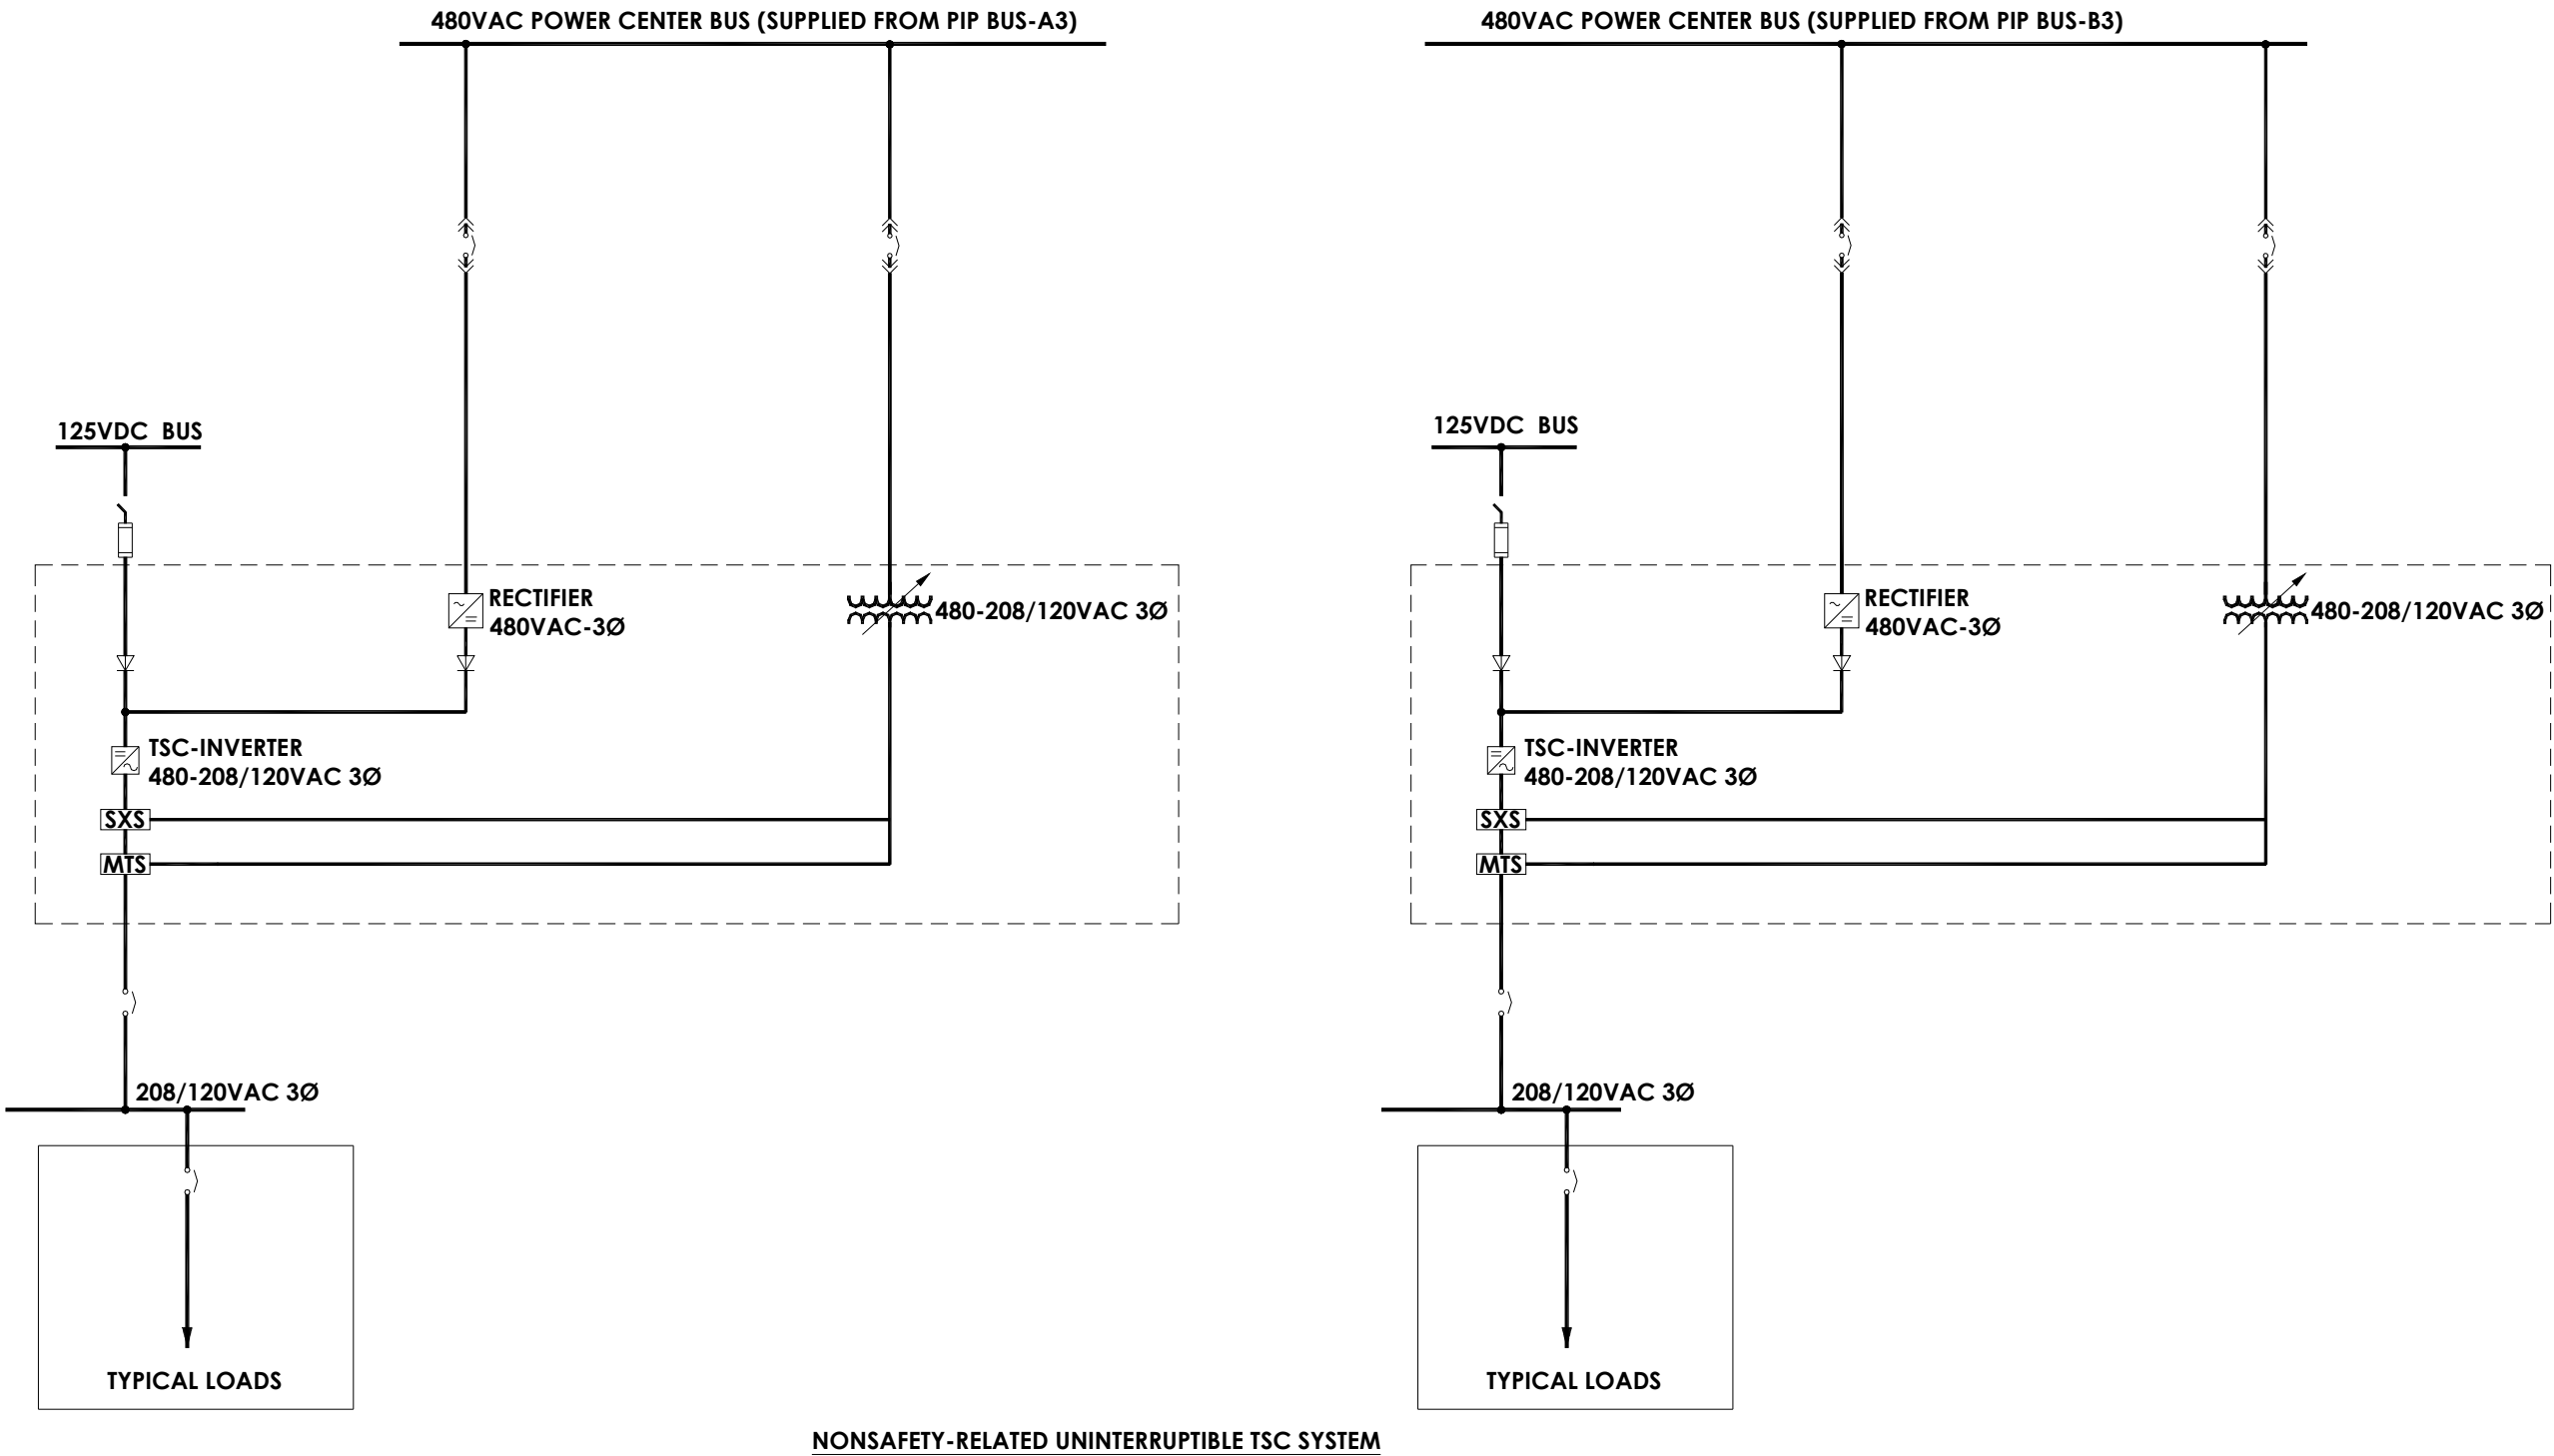 480VAC POWER CENTER BUS (SUPPLIED FROM PIP BUS-A3)
125VDC BUS
RECTIFIER
480VAC-3Ø
480-208/120VAC 3Ø
TSC-INVERTER
480-208/120VAC 3Ø
SXS
MTS
208/120VAC 3Ø
TYPICAL LOADS
480VAC POWER CENTER BUS (SUPPLIED FROM PIP BUS-B3)
125VDC BUS
RECTIFIER
480VAC-3Ø
480-208/120VAC 3Ø
TSC-INVERTER
480-208/120VAC 3Ø
SXS
MTS
208/120VAC 3Ø
TYPICAL LOADS
NONSAFETY-RELATED UNINTERRUPTIBLE TSC SYSTEM